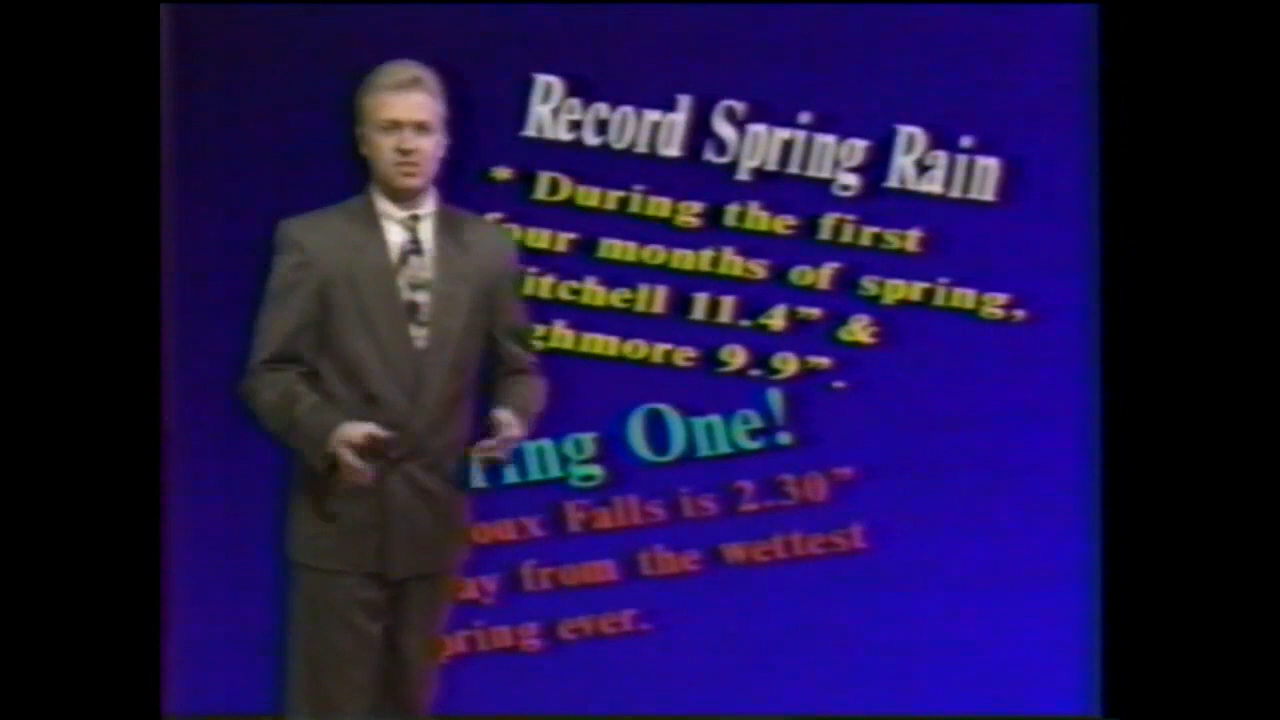 Record Spring Rain
* During the first
four months of spring,
itchell 11.4" &
ghmore 9.9".
ring One!
oux Falls is 2.30"
ay from the wettest
pring ever.